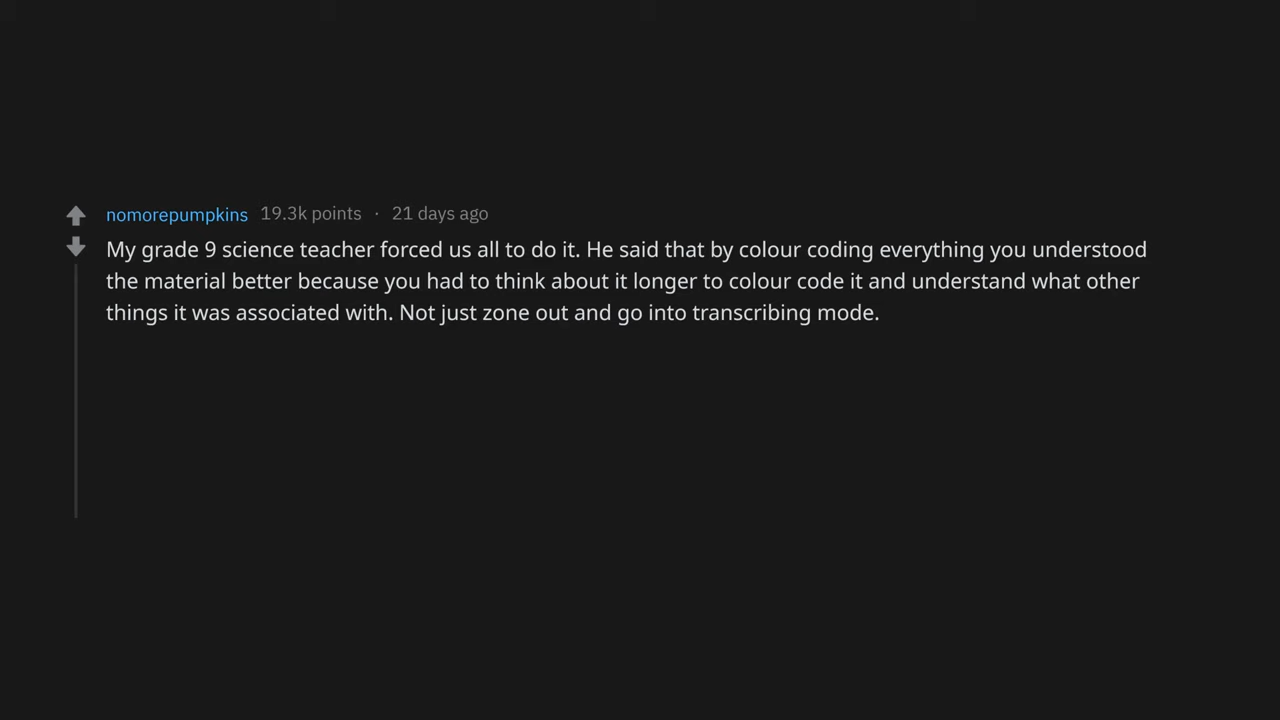 nomorepumpkins 19.3k points · 21 days ago
My grade 9 science teacher forced us all to do it. He said that by colour coding everything you understood
the material better because you had to think about it longer to colour code it and understand what other
things it was associated with. Not just zone out and go into transcribing mode.